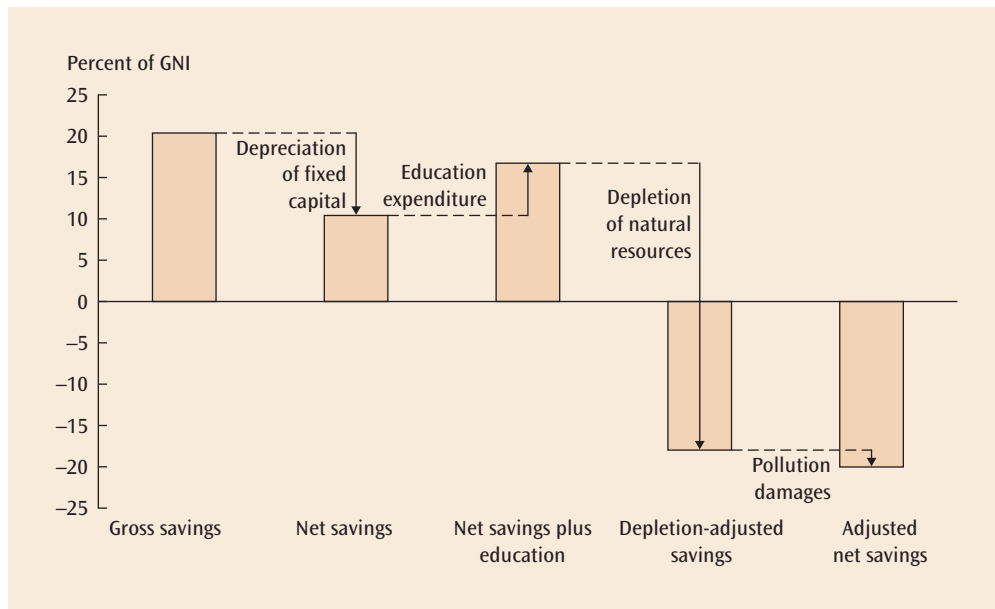 Percent of GNI
25
20
15
10
5
0
–5
–10
–15
–20
–25
Depreciation
of fixed
capital
Education
expenditure
Depletion
of natural
resources
Pollution
damages
Gross savings
Net savings
Net savings plus
education
Depletion-adjusted
savings
Adjusted
net savings